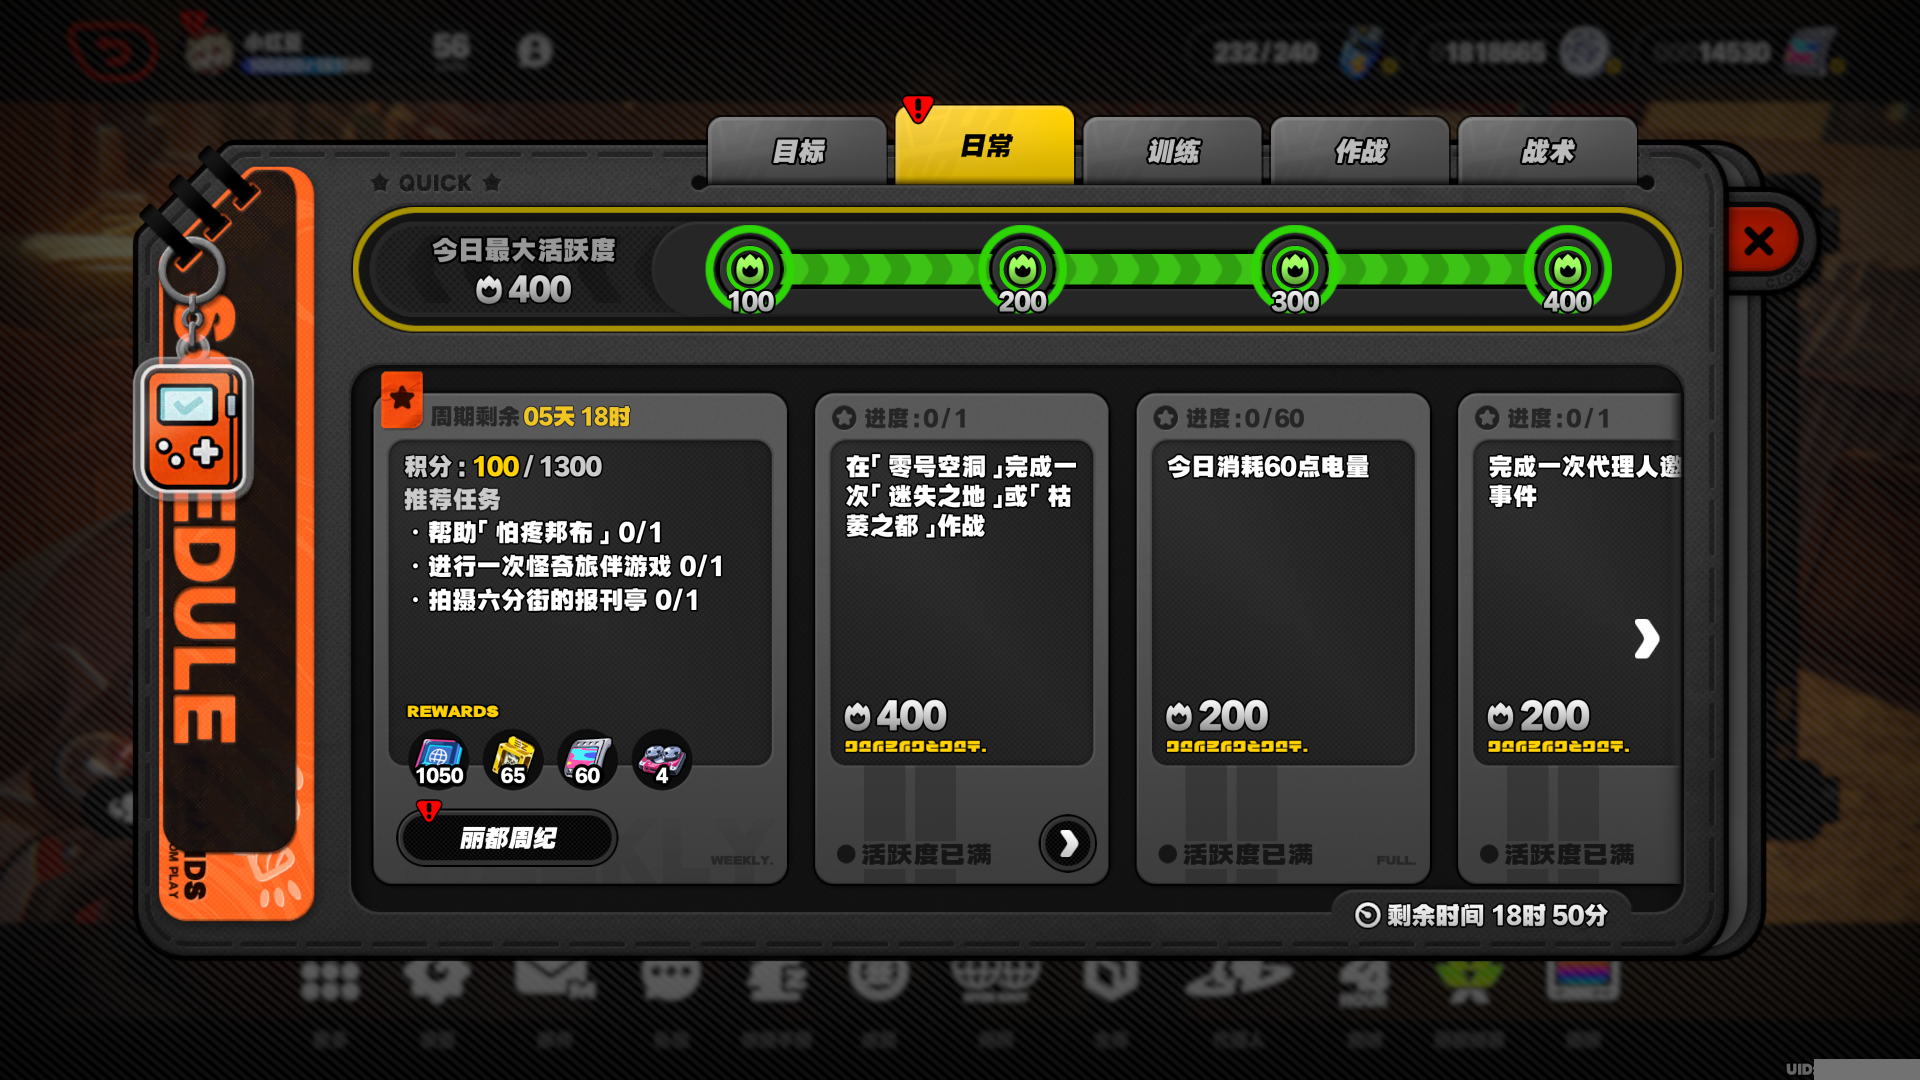 56
232/240
1818665
14530
目标
日常
训练
作战
战术
QUICK
今日最大活跃度
400
100
200
300
400
EDULE
周期剩余05天 18时
积分 : 100 / 1300
推荐任务
· 帮助「怕疼邦布」0/1
· 进行一次怪奇旅伴游戏 0/1
· 拍摄六分街的报刊亭 0/1
REWARDS
1050
65
60
4
丽都周纪
WEEKLY.
进度:0/1
在「零号空洞」完成一
次「迷失之地」或「枯
萎之都」作战
400
活跃度已满
进度:0/60
今日消耗60点电量
200
活跃度已满
FULL.
进度:0/1
完成一次代理人邀
事件
200
活跃度已满
剩余时间 18时 50分
UID: